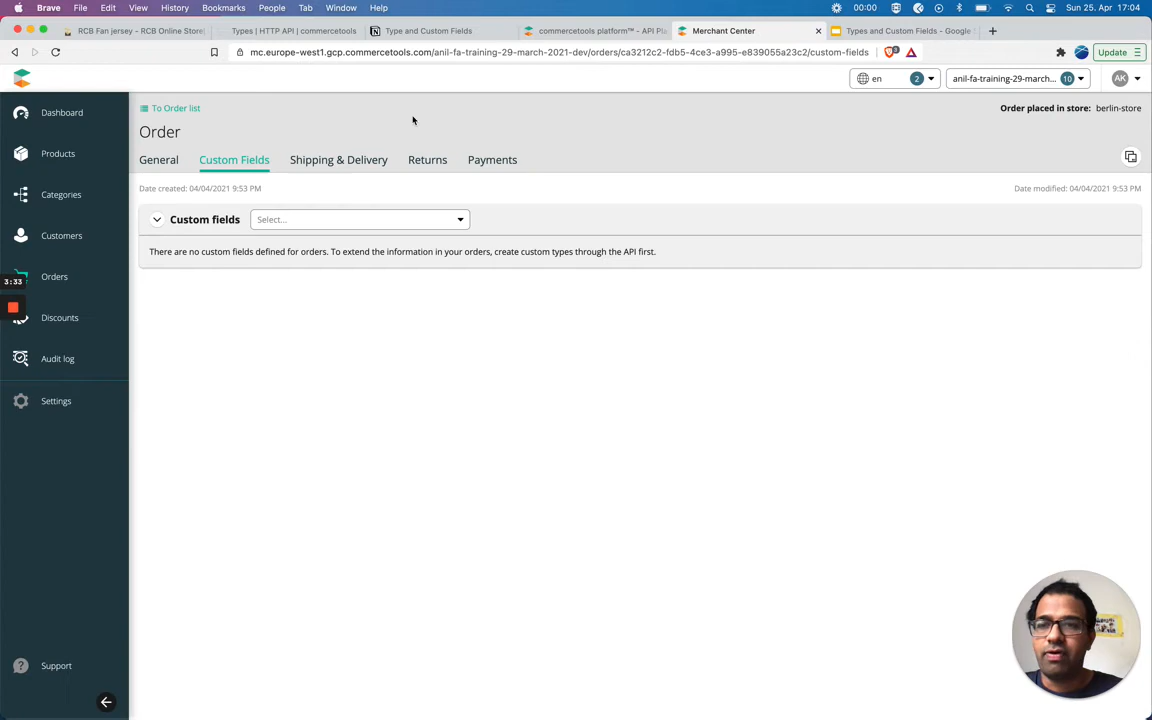 Brave File Edit View History Bookmarks People Tab Window Help 00:00 Sun 25. Apr 17:04
RCB Fan jersey – RCB Online Store Types | HTTP API | commercetools Type and Custom Fields commercetools platform™ - API Pla Merchant Center Types and Custom Fields - Google S
mc.europe-west1.gcp.commercetools.com/anil-fa-training-29-march-2021-dev/orders/ca3212c2-fdb5-4ce3-a995-e839055a23c2/custom-fields Update
en 2 anil-fa-training-29-march... 10 AK
Dashboard
Products
Categories
Customers
Orders
3:33
Discounts
Audit log
Settings
Support
To Order list Order placed in store: berlin-store
Order
General Custom Fields Shipping & Delivery Returns Payments
Date created: 04/04/2021 9:53 PM Date modified: 04/04/2021 9:53 PM
Custom fields Select...
There are no custom fields defined for orders. To extend the information in your orders, create custom types through the API first.